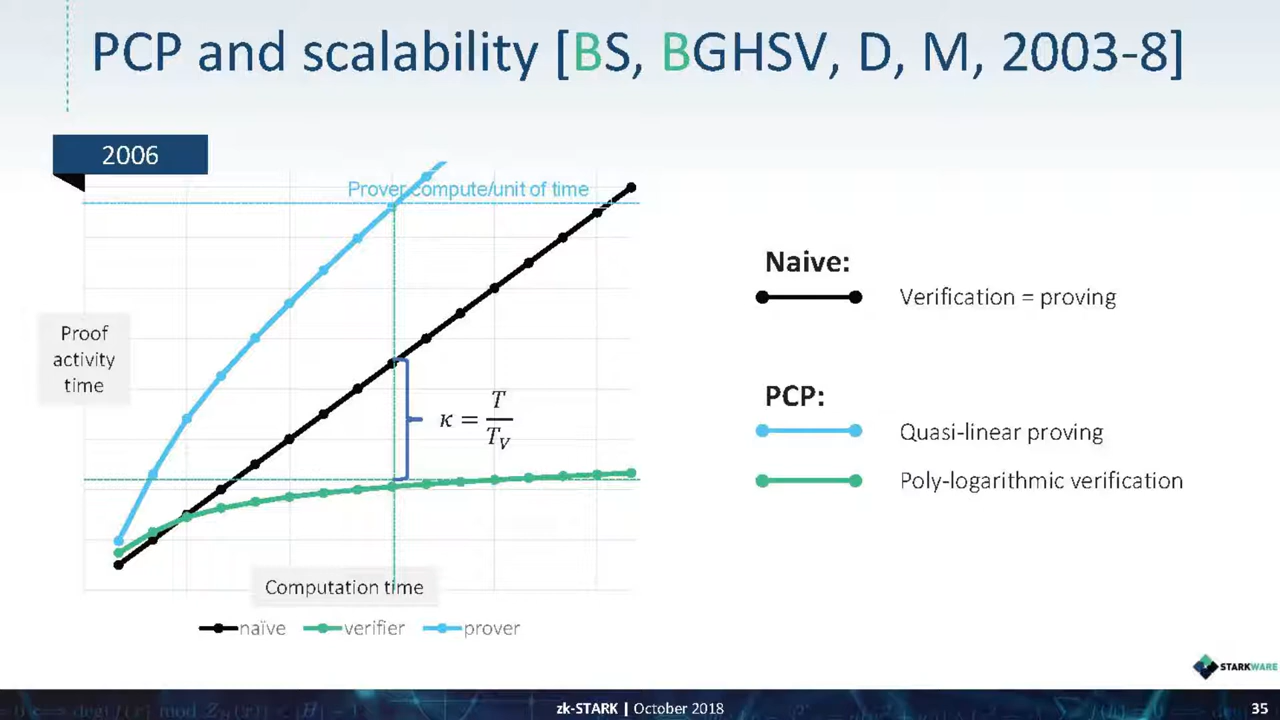 PCP and scalability [BS, BGHSV, D, M, 2003-8]
2006
Prover compute/unit of time
Proof
activity
time
κ = T/T_V
Computation time
naïve
verifier
prover
Naive:
Verification = proving
PCP:
Quasi-linear proving
Poly-logarithmic verification
STARKWARE
zk-STARK | October 2018
35